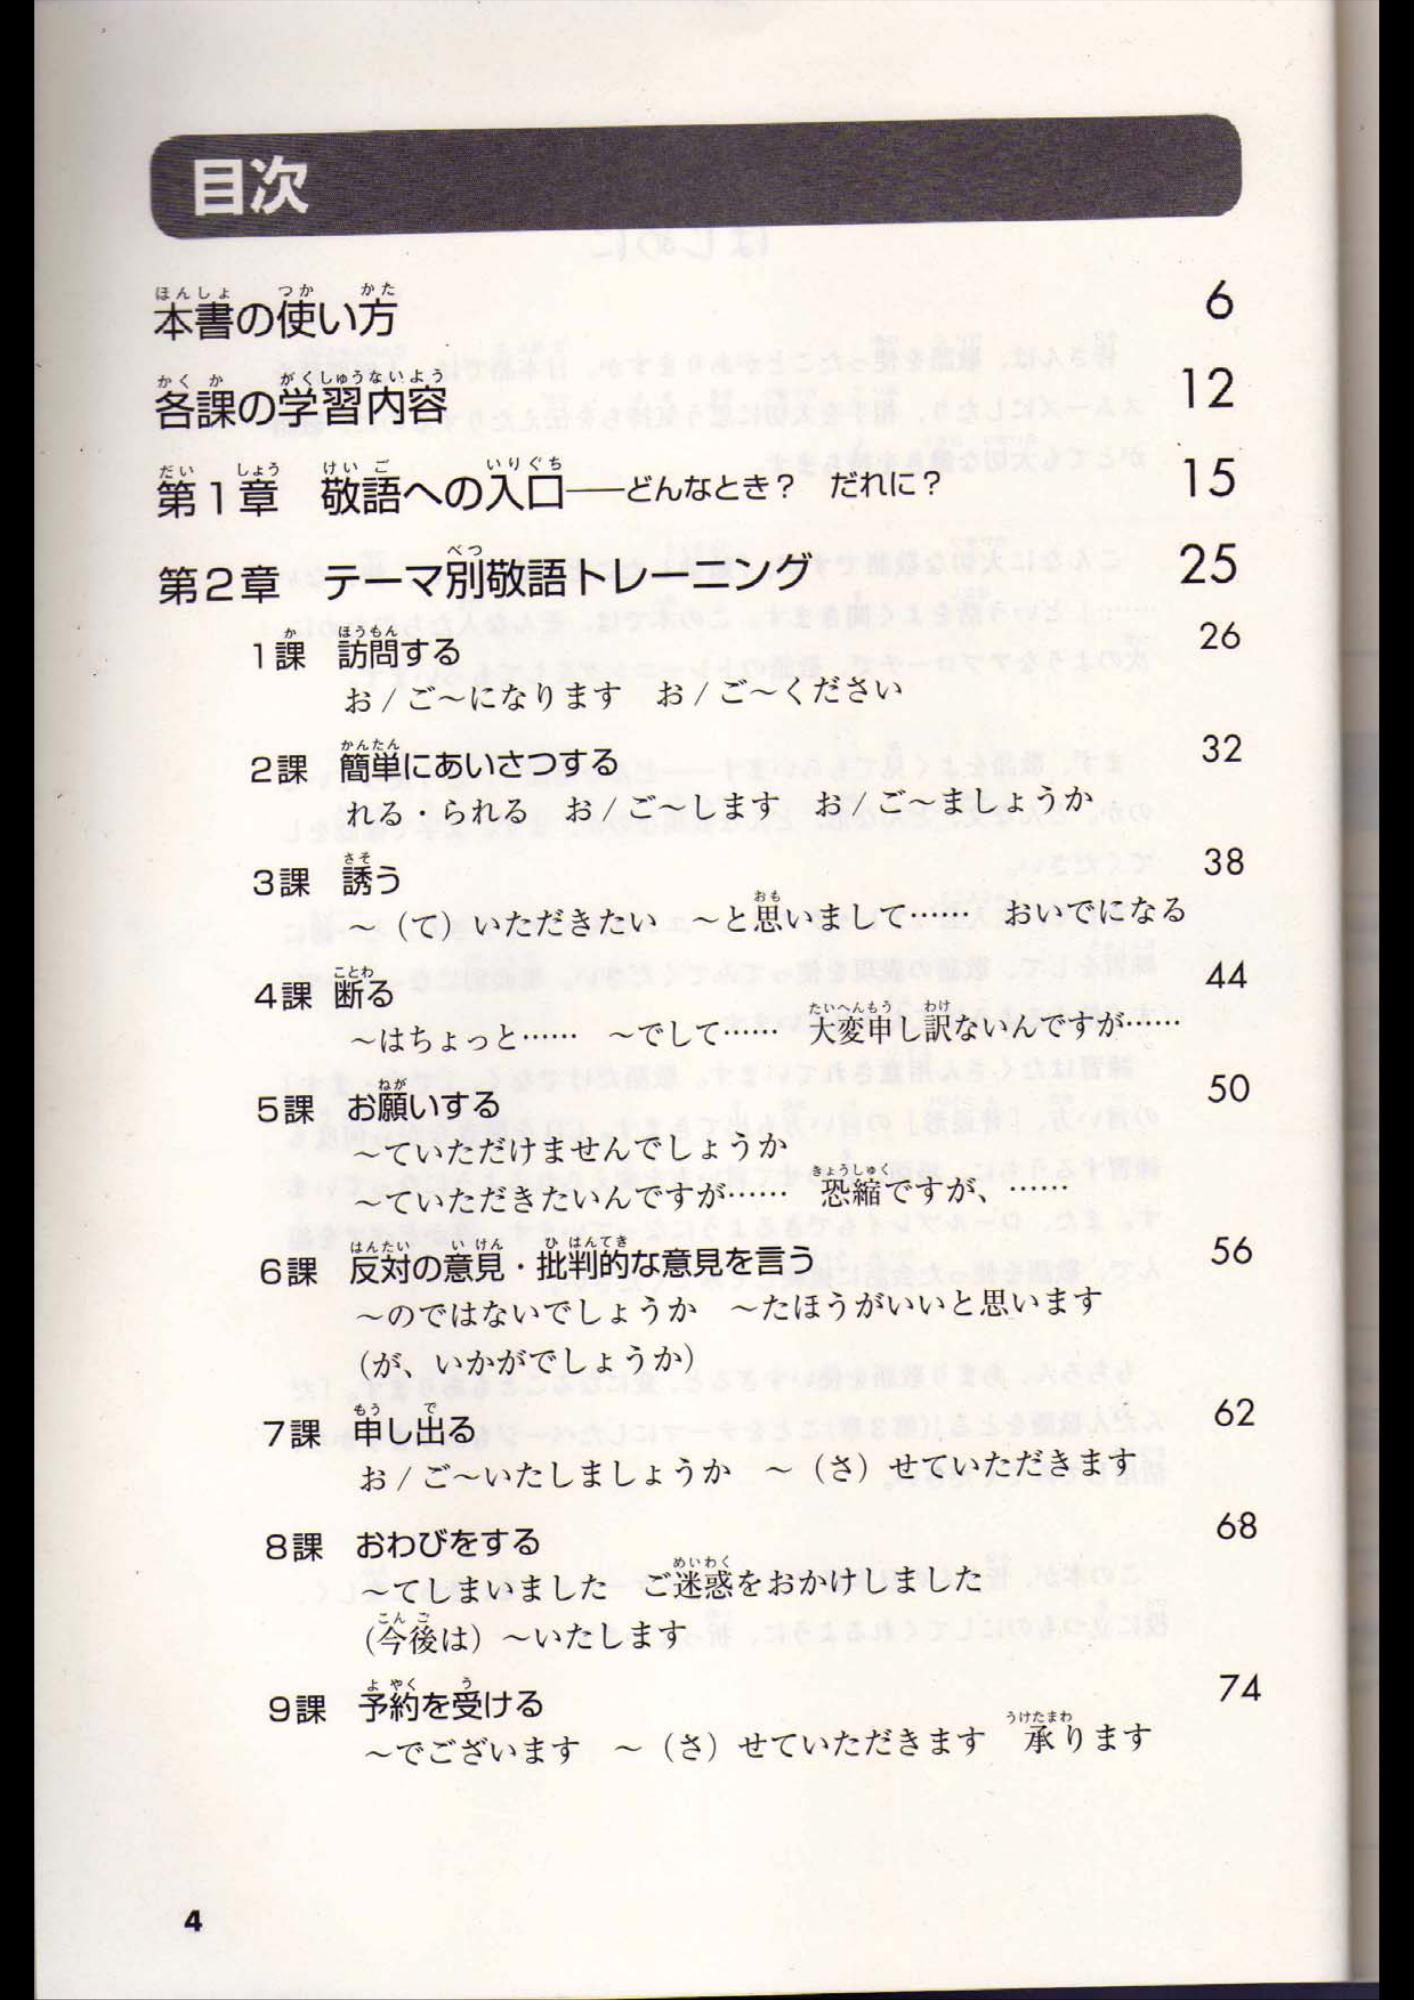 目次
本書の使い方 6
各課の学習内容 12
第1章 敬語への入口――どんなとき？ だれに？ 15
第2章 テーマ別敬語トレーニング 25
1課 訪問する 26
お / ご〜になります お / ご〜ください
2課 簡単にあいさつする 32
れる・られる お / ご〜します お / ご〜ましょうか
3課 誘う 38
〜（て）いただきたい 〜と思いまして…… おいでになる
4課 断る 44
〜はちょっと…… 〜でして…… 大変申し訳ないんですが……
5課 お願いする 50
〜ていただけませんでしょうか
〜ていただきたいんですが…… 恐縮ですが、……
6課 反対の意見・批判的な意見を言う 56
〜のではないでしょうか 〜たほうがいいと思います
（が、いかがでしょうか）
7課 申し出る 62
お / ご〜いたしましょうか 〜（さ）せていただきます
8課 おわびをする 68
〜てしまいました ご迷惑をおかけしました
（今後は）〜いたします
9課 予約を受ける 74
〜でございます 〜（さ）せていただきます 承ります
4